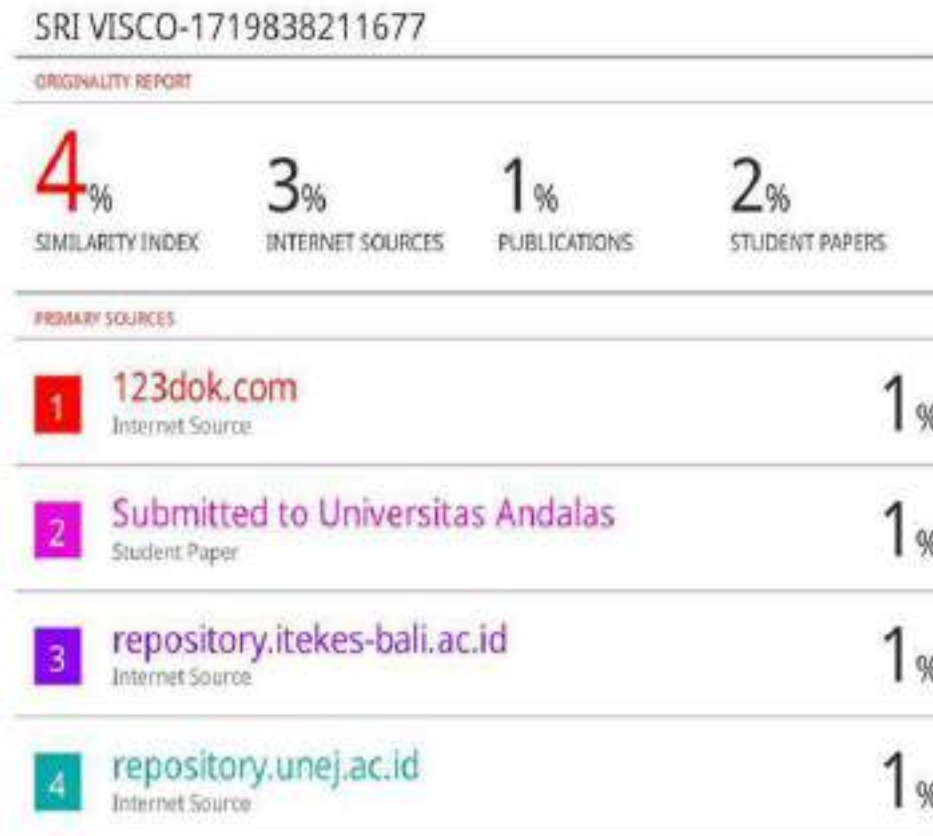 SRI VISCO-1719838211677
ORIGINALITY REPORT
4% 3% 1% 2%
SIMILARITY INDEX INTERNET SOURCES PUBLICATIONS STUDENT PAPERS
PRIMARY SOURCES
1 123dok.com 1%
Internet Source
2 Submitted to Universitas Andalas 1%
Student Paper
3 repository.itekes-bali.ac.id 1%
Internet Source
4 repository.unej.ac.id 1%
Internet Source